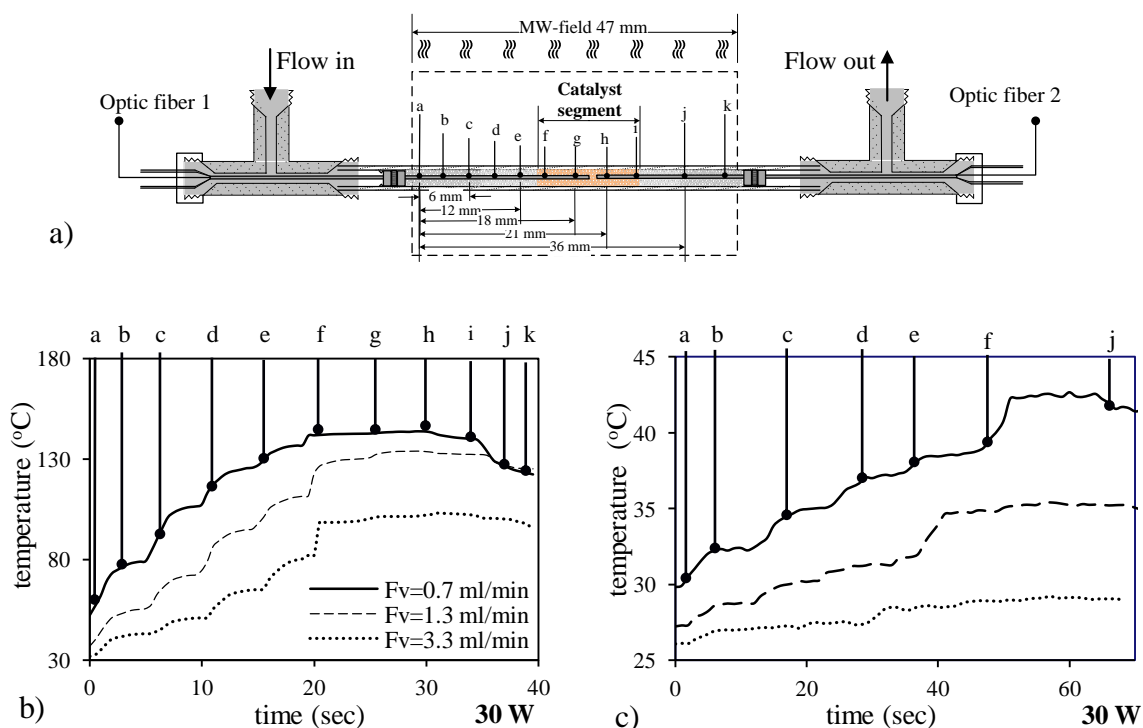 MW-field 47 mm
Flow in
Flow out
Optic fiber 1
Catalyst
segment
Optic fiber 2
a
b
c
d
e
f
g
h
i
j
k
6 mm
12 mm
18 mm
21 mm
36 mm
a)
a b c d e f g h i j k
180
130
80
30
temperature (°C)
Fv=0.7 ml/min
Fv=1.3 ml/min
Fv=3.3 ml/min
0 10 20 30 40
b)
time (sec)
30 W
a b c d e f j
45
40
35
30
25
temperature (°C)
0 20 40 60
c)
time (sec)
30 W